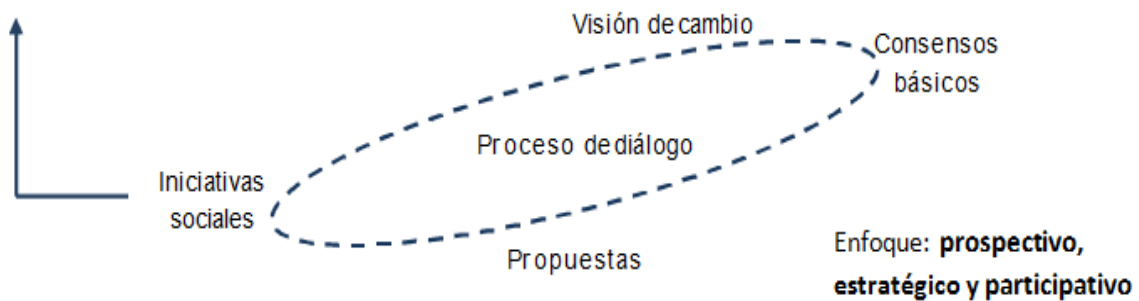 Visión de cambio
Consensos
básicos
Proceso de diálogo
Iniciativas
sociales
Propuestas
Enfoque: prospectivo,
estratégico y participativo